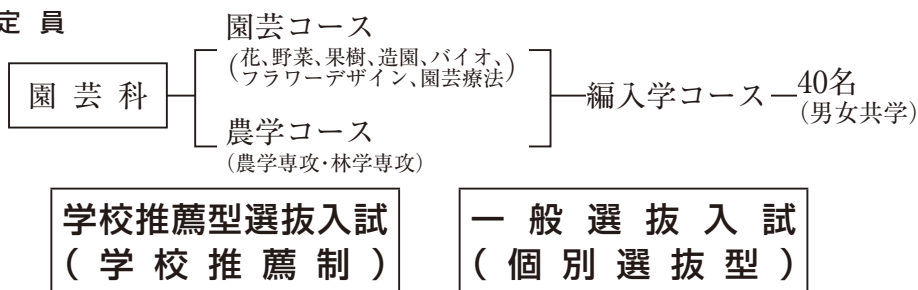 定 員
園芸科
園芸コース
(花、野菜、果樹、造園、バイオ、
フラワーデザイン、園芸療法)
農学コース
(農学専攻・林学専攻)
編入学コース
40名
(男女共学)
学校推薦型選抜入試
(学校推薦制)
一般選抜入試
(個別選抜型)